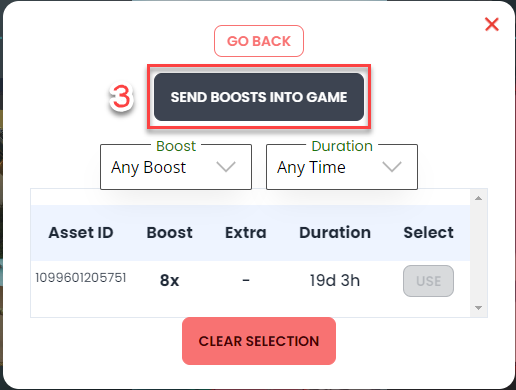 GO BACK
3
SEND BOOSTS INTO GAME
Boost Duration
Any Boost Any Time
Asset ID Boost Extra Duration Select
1099601205751 8x - 19d 3h USE
CLEAR SELECTION